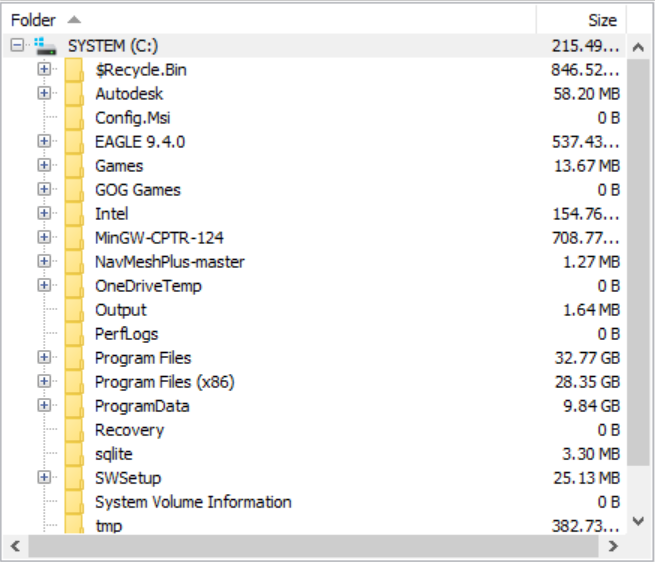 Folder Size
SYSTEM (C:) 215.49...
$Recycle.Bin 846.52...
Autodesk 58.20 MB
Config.Msi 0 B
EAGLE 9.4.0 537.43...
Games 13.67 MB
GOG Games 0 B
Intel 154.76...
MinGW-CPTR-124 708.77...
NavMeshPlus-master 1.27 MB
OneDriveTemp 0 B
Output 1.64 MB
PerfLogs 0 B
Program Files 32.77 GB
Program Files (x86) 28.35 GB
ProgramData 9.84 GB
Recovery 0 B
sqlite 3.30 MB
SWSetup 25.13 MB
System Volume Information 0 B
tmp 382.73...